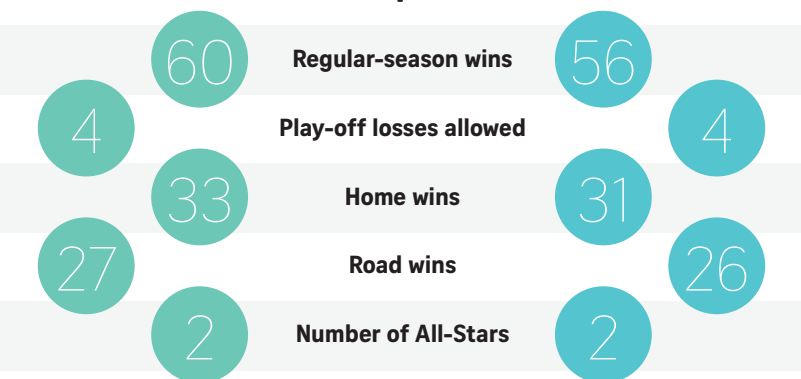 60 Regular-season wins 56
4 Play-off losses allowed 4
33 Home wins 31
27 Road wins 26
2 Number of All-Stars 2